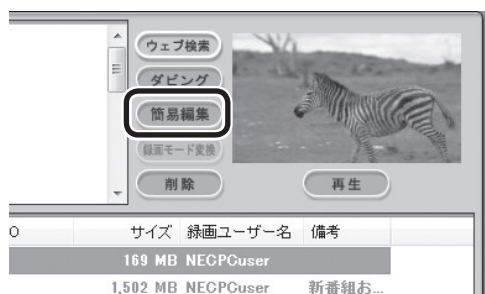 ウェブ検索
ダビング
簡易編集
録画モード変換
削除
再生
O サイズ 録画ユーザー名 備考
169 MB NECPCuser
1,502 MB NECPCuser 新番組お...